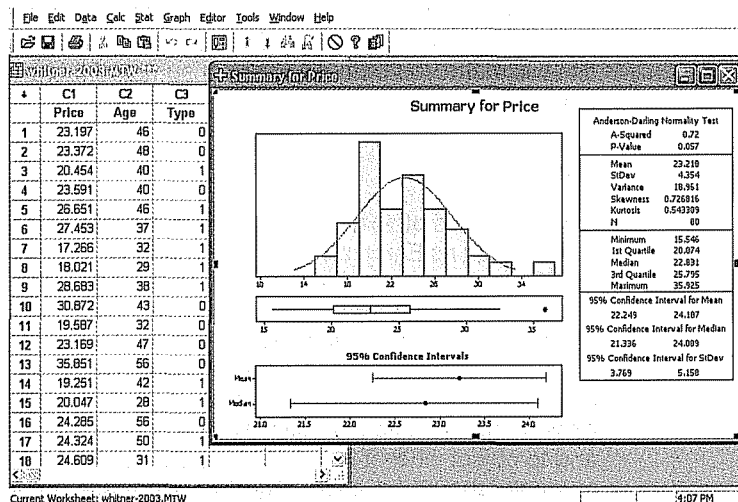 File Edit Data Calc Stat Graph Editor Tools Window Help
whitner-2003.MTW ***
Summary for Price
↓ C1 C2 C3
Price Age Type
1 23.197 46 0
2 23.372 48 0
3 20.454 40 1
4 23.591 40 0
5 26.651 46 1
6 27.453 37 1
7 17.266 32 1
8 18.021 29 1
9 28.683 38 1
10 30.872 43 0
11 19.587 32 0
12 23.169 47 0
13 35.851 56 0
14 19.251 42 1
15 20.047 28 1
16 24.285 56 0
17 24.324 50 1
18 24.609 31 1
Summary for Price
18 22 26 30 34
15 20 25 30 35
95% Confidence Intervals
Mean
Median
21.0 21.5 22.0 22.5 23.0 23.5 24.0
Anderson-Darling Normality Test
A-Squared 0.72
P-Value 0.057
Mean 23.218
StDev 4.354
Variance 18.961
Skewness 0.726816
Kurtosis 0.543309
N 80
Minimum 15.546
1st Quartile 20.074
Median 22.831
3rd Quartile 25.795
Maximum 35.925
95% Confidence Interval for Mean
22.249 24.187
95% Confidence Interval for Median
21.336 24.089
95% Confidence Interval for StDev
3.769 5.158
Current Worksheet: whitner-2003.MTW
4:07 PM